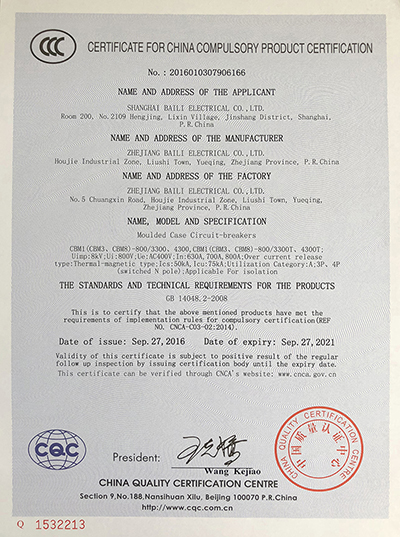 CERTIFICATE FOR CHINA COMPULSORY PRODUCT CERTIFICATION
No.: 2016010307906166
NAME AND ADDRESS OF THE APPLICANT
SHANGHAI BAILI ELECTRICAL CO.,LTD.
Room 200, No.2109 Hengjing, Lixin Village, Jinshang District, Shanghai,
P.R.China
NAME AND ADDRESS OF THE MANUFACTURER
ZHEJIANG BAILI ELECTRICAL CO.,LTD.
Houjie Industrial Zone, Liushi Town, Yueqing, Zhejiang Province, P.R.China
NAME AND ADDRESS OF THE FACTORY
ZHEJIANG BAILI ELECTRICAL CO.,LTD.
No.5 Chuangxin Road, Houjie Industrial Zone, Liushi Town, Yueqing,
Zhejiang Province, P.R.China
NAME, MODEL AND SPECIFICATION
Moulded Case Circuit-breakers
CBM1(CBM3、CBM8)-800/3300、4300,CBM1(CBM3、CBM8)-800/3300T、4300T;
Uimp:8kV;Ui:800V;Ue:AC400V;In:630A,700A,800A;Over current release
type:Thermal-magnetic type;Ics:50kA,Icu:75kA;Utilization Category:A;3P、4P
(switched N pole);Applicable For isolation
THE STANDARDS AND TECHNICAL REQUIREMENTS FOR THE PRODUCTS
GB 14048.2-2008
This is to certify that the above mentioned products have met the
requirements of implementation rules for compulsory certification(REF
NO. CNCA-C03-02:2014).
Date of issue: Sep.27,2016 Date of expiry: Sep.27,2021
Validity of this certificate is subject to positive result of the regular
follow up inspection by issuing certification body until the expiry date.
This certificate can be verified through CNCA's website: www.cnca.gov.cn
CQC
President:
Wang Kejiao
CHINA QUALITY CERTIFICATION CENTRE
中国质量认证中心
CHINA QUALITY CERTIFICATION CENTRE
Section 9,No.188,Nansihuan Xilu, Beijing 100070 P.R.China
http://www.cqc.com.cn
Q 1532213